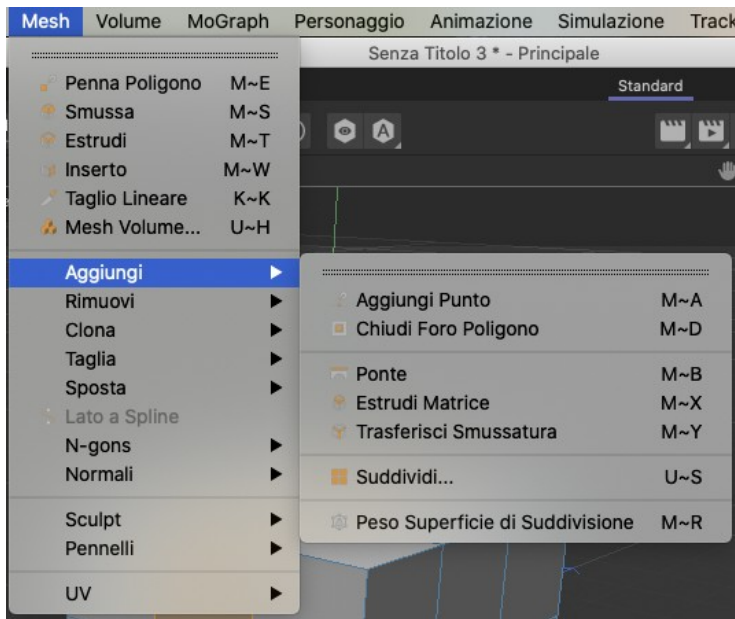 Mesh Volume MoGraph Personaggio Animazione Simulazione Track
Senza Titolo 3 * - Principale
Standard
Penna Poligono M~E
Smussa M~S
Estrudi M~T
Inserto M~W
Taglio Lineare K~K
Mesh Volume... U~H
Aggiungi
Rimuovi
Clona
Taglia
Sposta
Lato a Spline
N-gons
Normali
Sculpt
Pennelli
UV
Aggiungi Punto M~A
Chiudi Foro Poligono M~D
Ponte M~B
Estrudi Matrice M~X
Trasferisci Smussatura M~Y
Suddividi... U~S
Peso Superficie di Suddivisione M~R